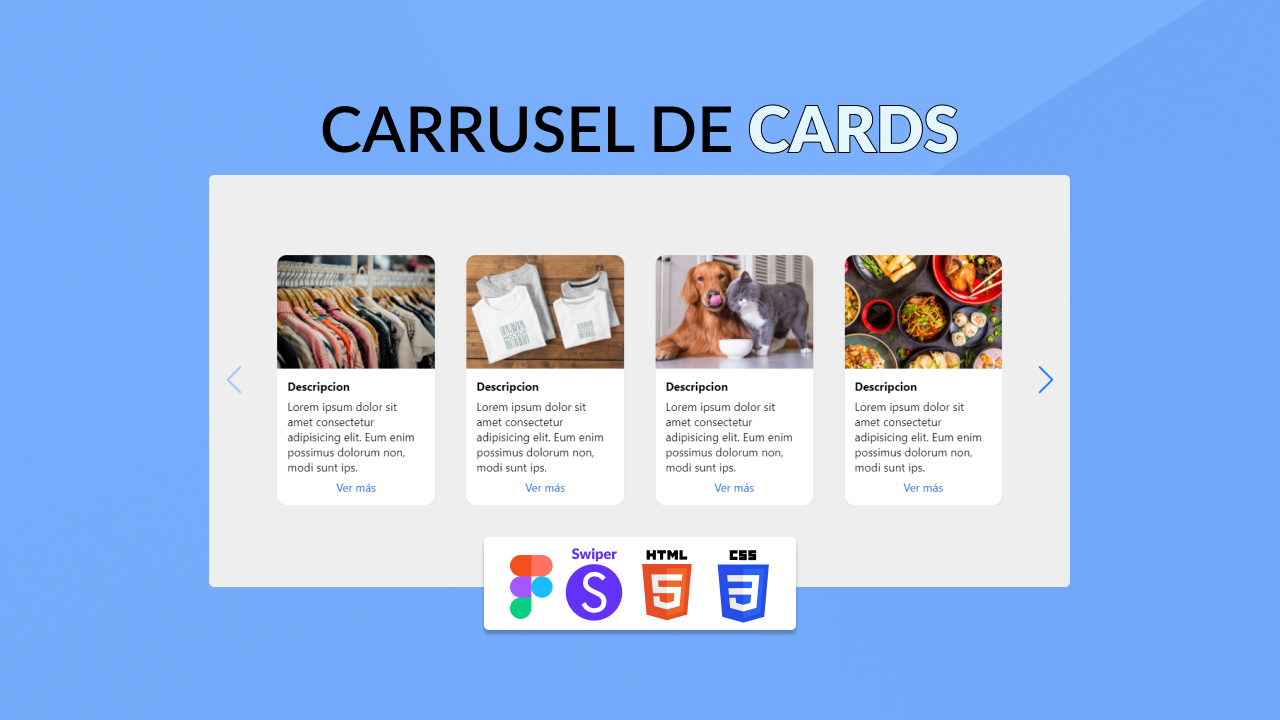 CARRUSEL DE CARDS
Descripcion
Lorem ipsum dolor sit
amet consectetur
adipisicing elit. Eum enim
possimus dolorum non,
modi sunt ips.
Ver más
Descripcion
Lorem ipsum dolor sit
amet consectetur
adipisicing elit. Eum enim
possimus dolorum non,
modi sunt ips.
Ver más
Descripcion
Lorem ipsum dolor sit
amet consectetur
adipisicing elit. Eum enim
possimus dolorum non,
modi sunt ips.
Ver más
Descripcion
Lorem ipsum dolor sit
amet consectetur
adipisicing elit. Eum enim
possimus dolorum non,
modi sunt ips.
Ver más
Swiper
S
HTML
5
CSS
3